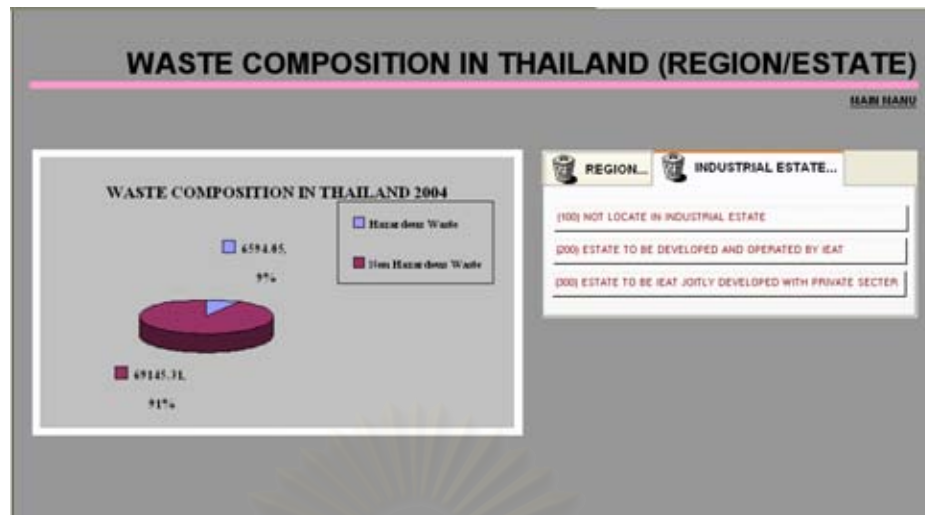 WASTE COMPOSITION IN THAILAND (REGION/ESTATE)
MAIN MANU
WASTE COMPOSITION IN THAILAND 2004
Hazardous Waste
Non Hazardous Waste
6594.05,
9%
69145.31,
91%
REGION...
INDUSTRIAL ESTATE...
(100) NOT LOCATE IN INDUSTRIAL ESTATE
(200) ESTATE TO BE DEVELOPED AND OPERATED BY IEAT
(300) ESTATE TO BE IEAT JOITLY DEVELOPED WITH PRIVATE SECTER